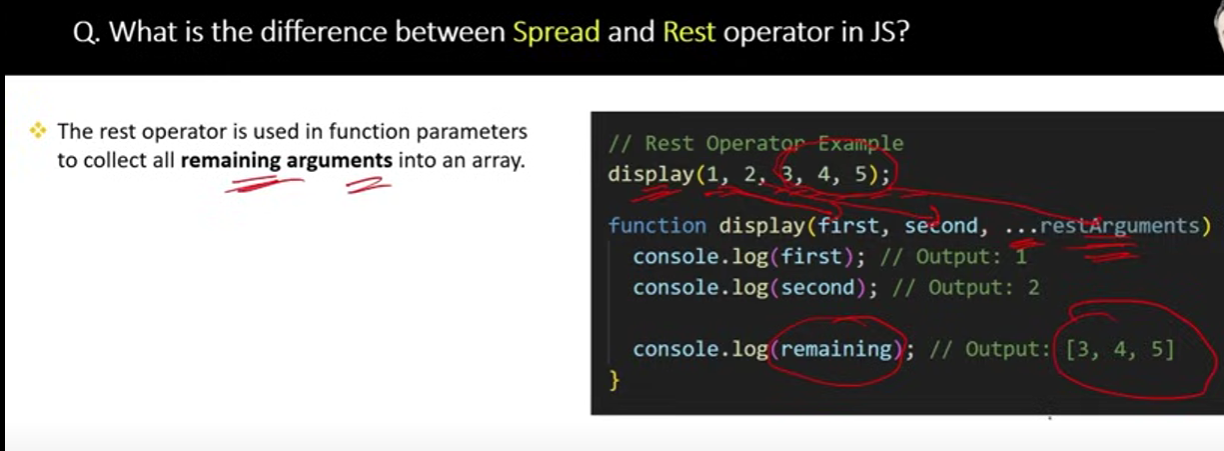 Q. What is the difference between Spread and Rest operator in JS?
The rest operator is used in function parameters
to collect all remaining arguments into an array.
// Rest Operator Example
display(1, 2, 3, 4, 5);
function display(first, second, ...restArguments)
console.log(first); // Output: 1
console.log(second); // Output: 2
console.log(remaining); // Output: [3, 4, 5]
}